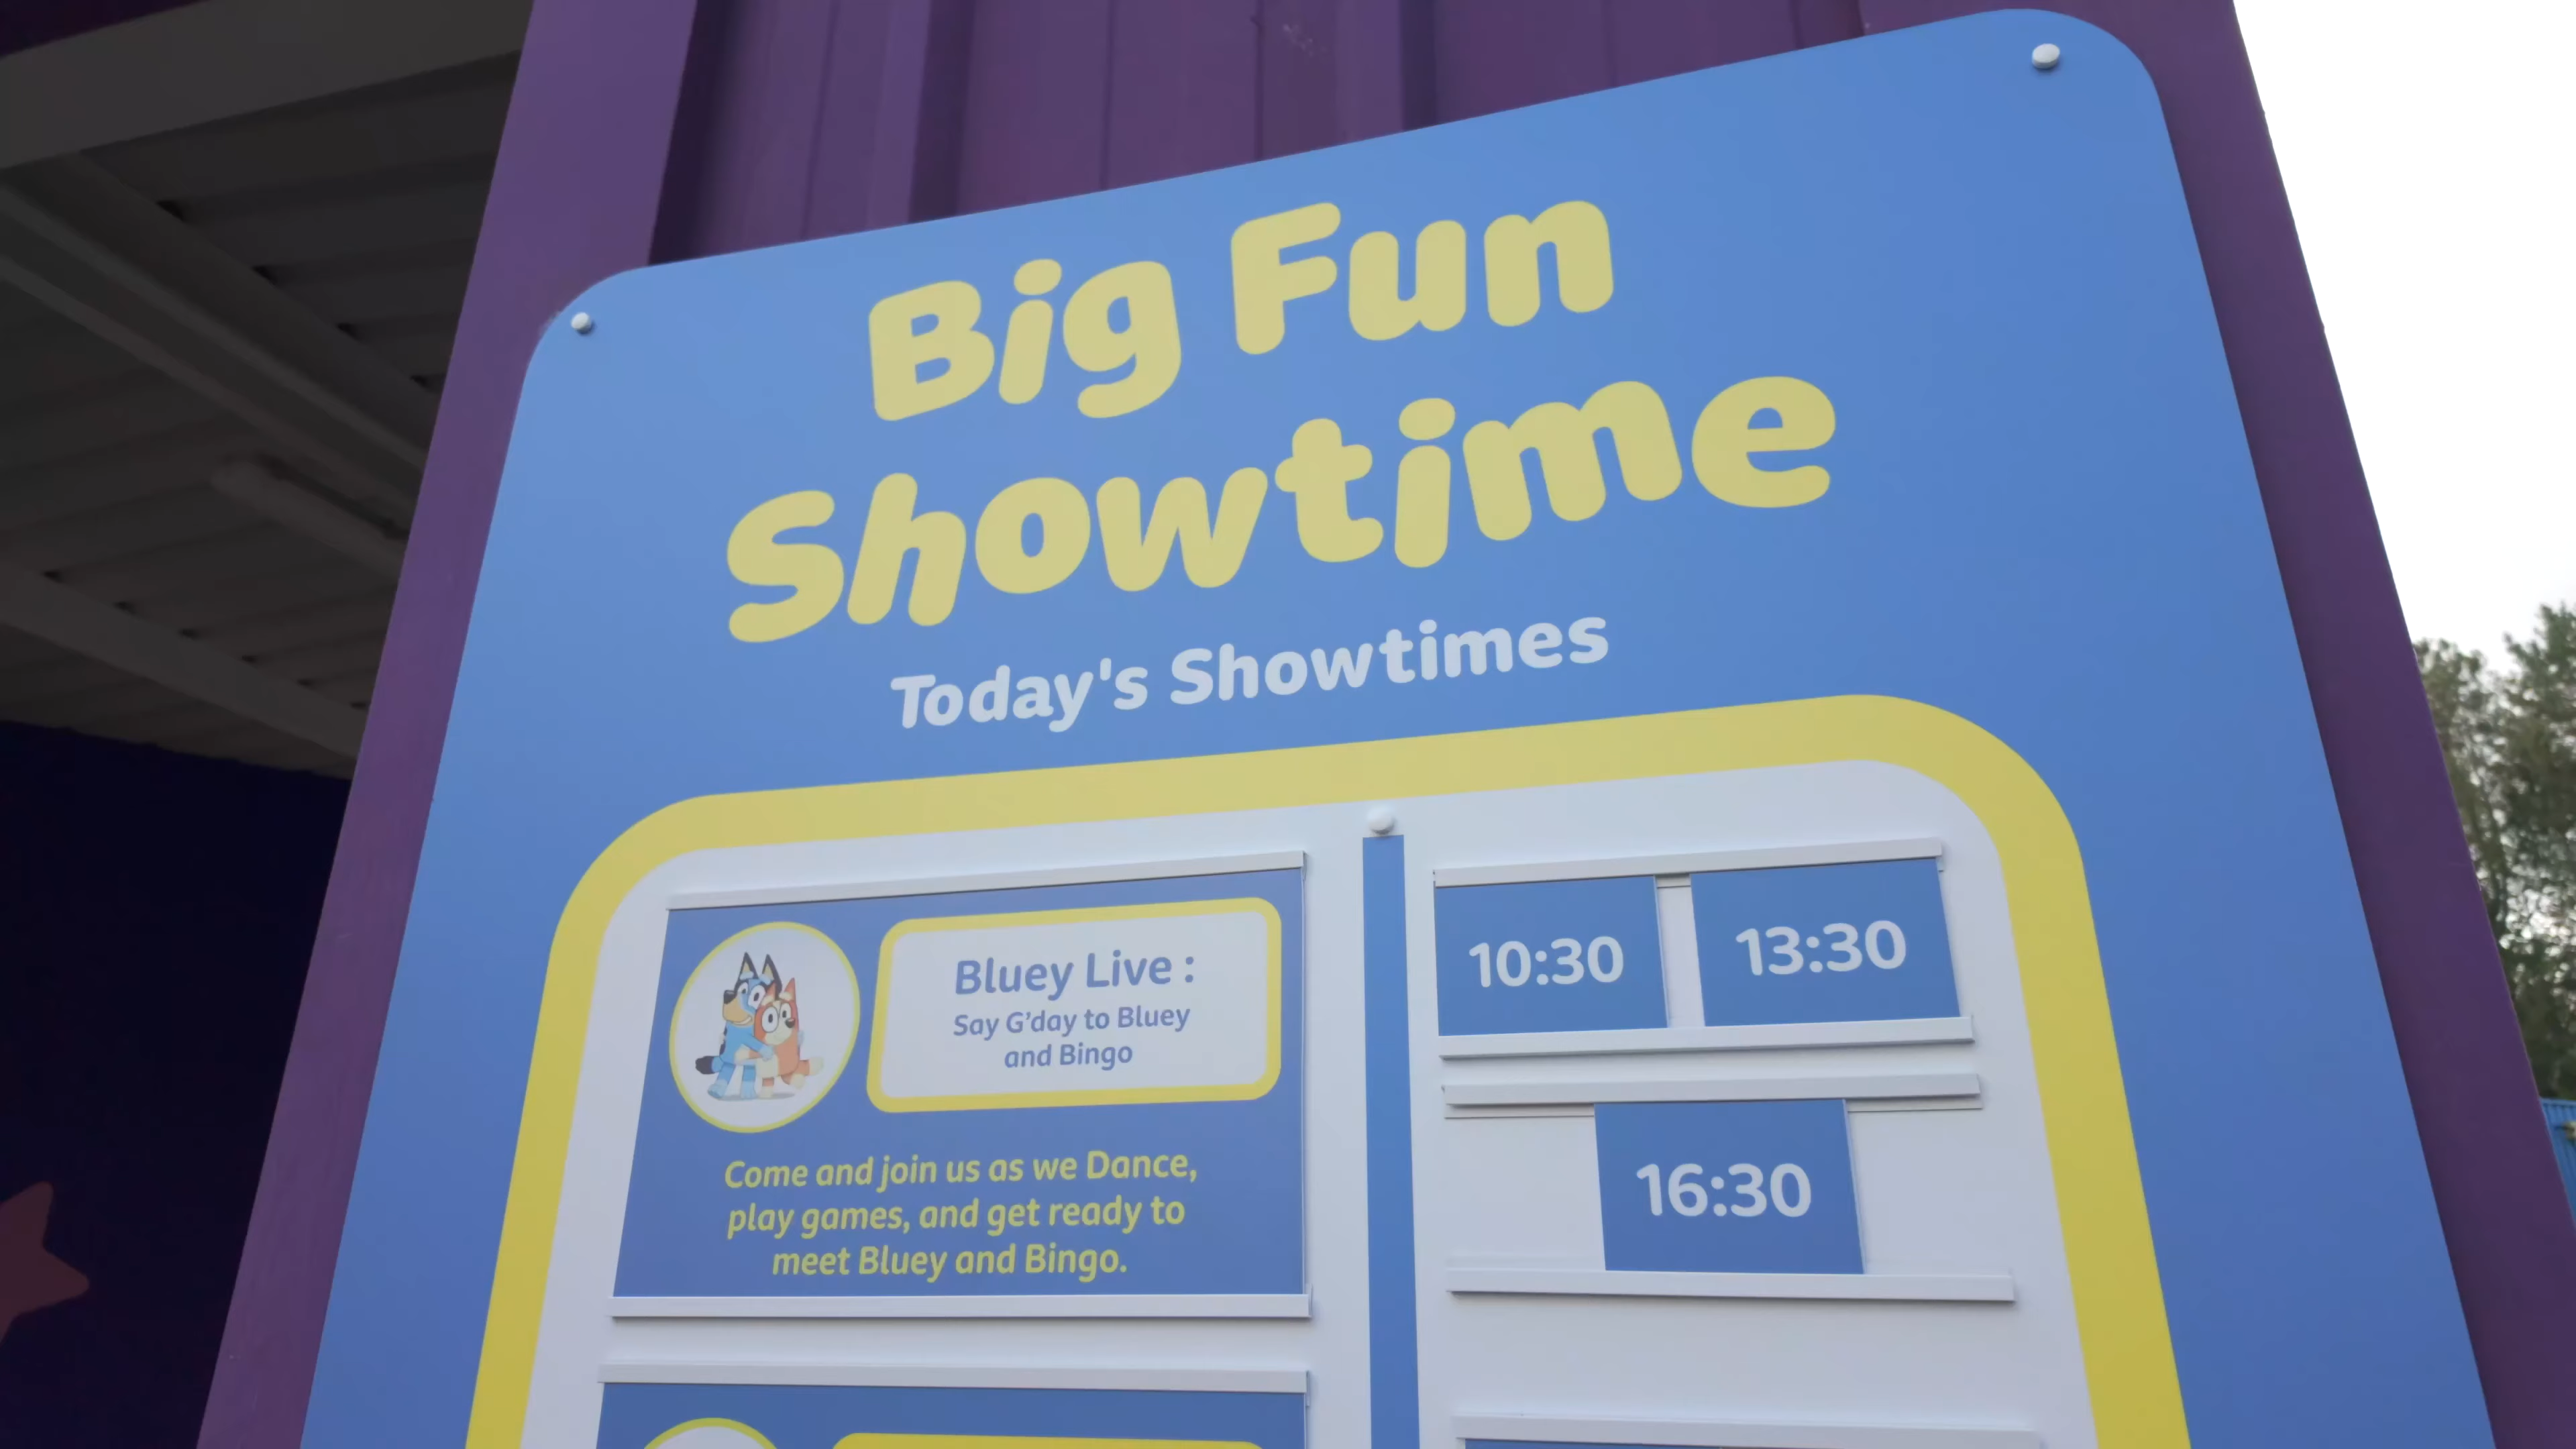 Big Fun
Showtime
Today's Showtimes
Bluey Live :
Say G'day to Bluey
and Bingo
Come and join us as we Dance,
play games, and get ready to
meet Bluey and Bingo.
10:30 13:30
16:30